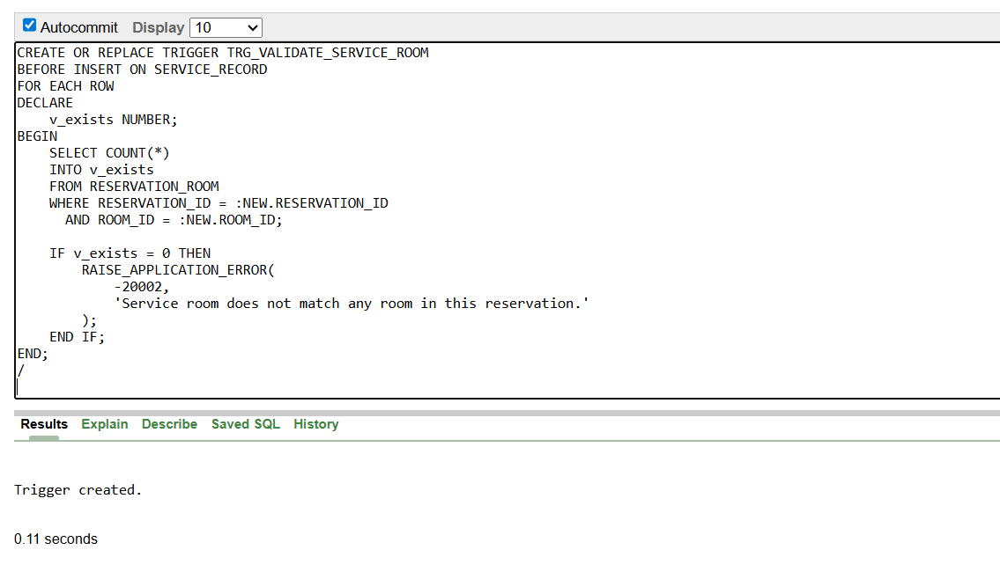 Autocommit Display 10
CREATE OR REPLACE TRIGGER TRG_VALIDATE_SERVICE_ROOM
BEFORE INSERT ON SERVICE_RECORD
FOR EACH ROW
DECLARE
    v_exists NUMBER;
BEGIN
    SELECT COUNT(*)
    INTO v_exists
    FROM RESERVATION_ROOM
    WHERE RESERVATION_ID = :NEW.RESERVATION_ID
      AND ROOM_ID = :NEW.ROOM_ID;

    IF v_exists = 0 THEN
        RAISE_APPLICATION_ERROR(
            -20002,
            'Service room does not match any room in this reservation.'
        );
    END IF;
END;
/
Results Explain Describe Saved SQL History
Trigger created.
0.11 seconds